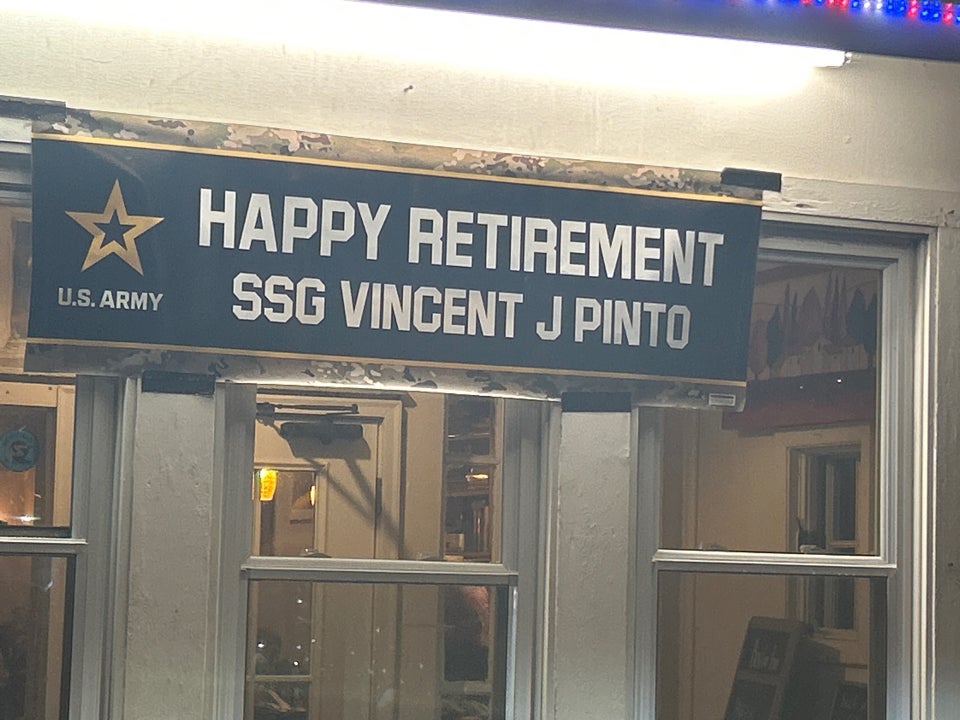 HAPPY RETIREMENT
SSG VINCENT J PINTO
U.S. ARMY